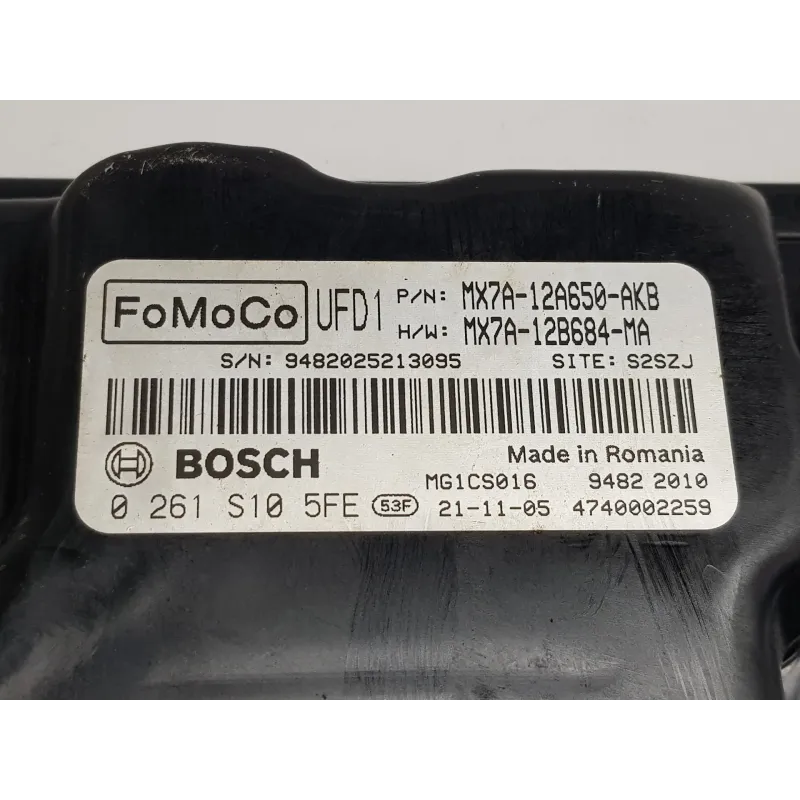 FoMoCo UFD1 P/N: MX7A-12A650-AKB
H/W: MX7A-12B684-MA
S/N: 9482025213095 SITE: S2SZJ
BOSCH Made in Romania
MG1CS016 9482 2010
0 261 S10 5FE 53F 21-11-05 4740002259